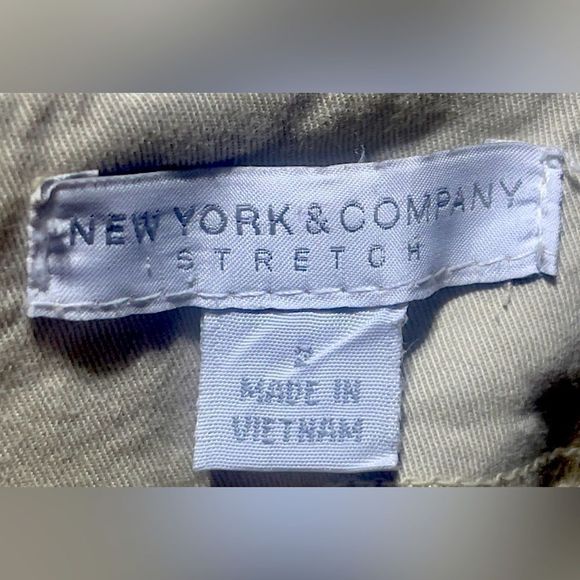 NEW YORK & COMPANY
STRETCH
MADE IN
VIETNAM